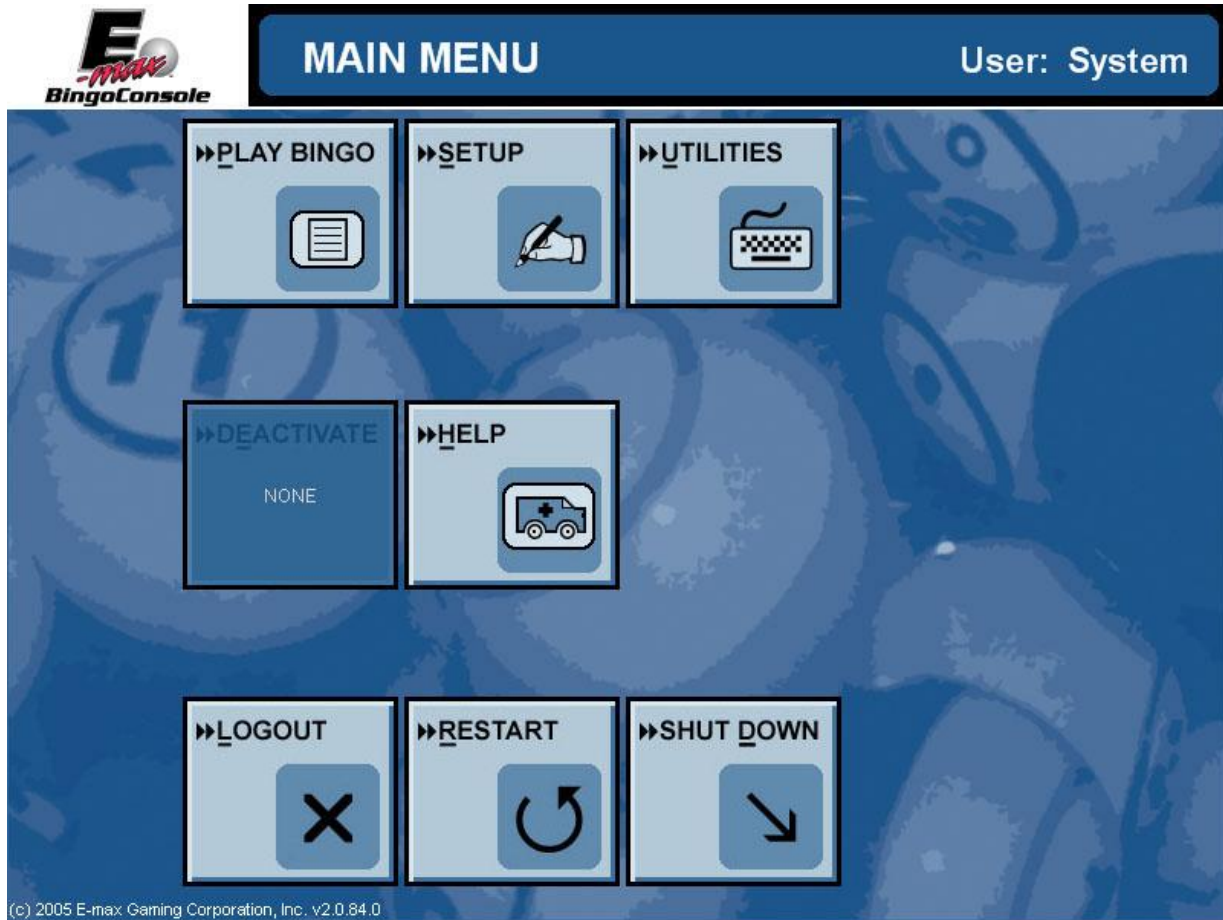 E-max
BingoConsole
MAIN MENU
User: System
PLAY BINGO
SETUP
UTILITIES
11
DEACTIVATE
NONE
HELP
LOGOUT
RESTART
SHUT DOWN
(c) 2005 E-max Gaming Corporation, Inc. v2.0.84.0